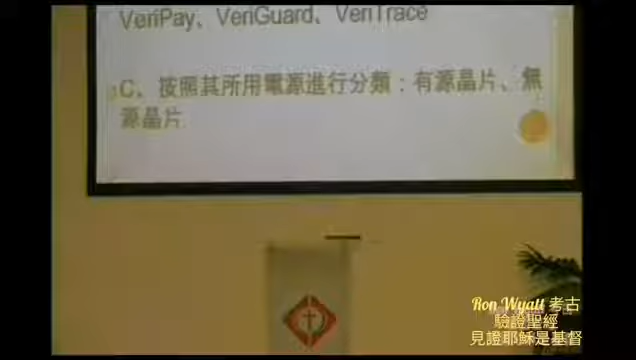 VeriPay、VeriGuard、VeriTrace
C、按照其所用電源進行分類：有源晶片、無
源晶片
Ron Wyatt 考古
驗證聖經
見證耶穌是基督